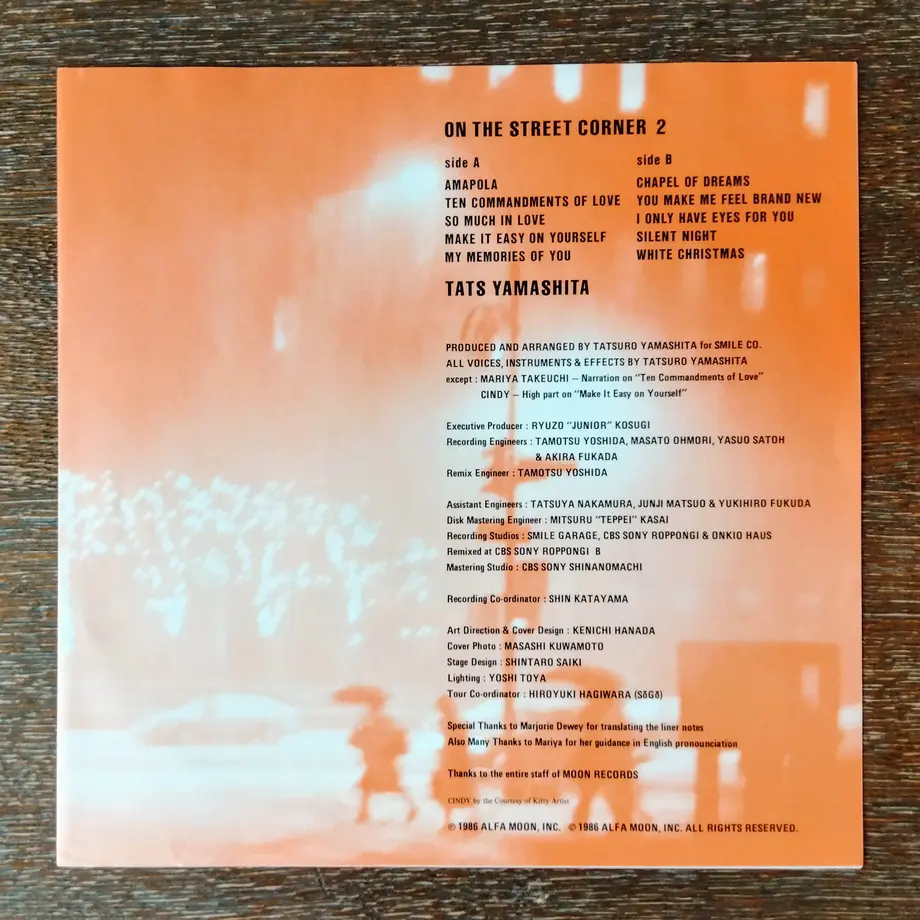 ON THE STREET CORNER 2
side A
AMAPOLA
TEN COMMANDMENTS OF LOVE
SO MUCH IN LOVE
MAKE IT EASY ON YOURSELF
MY MEMORIES OF YOU
side B
CHAPEL OF DREAMS
YOU MAKE ME FEEL BRAND NEW
I ONLY HAVE EYES FOR YOU
SILENT NIGHT
WHITE CHRISTMAS
TATS YAMASHITA
PRODUCED AND ARRANGED BY TATSURO YAMASHITA for SMILE CO.
ALL VOICES, INSTRUMENTS & EFFECTS BY TATSURO YAMASHITA
except : MARIYA TAKEUCHI – Narration on "Ten Commandments of Love"
CINDY – High part on "Make It Easy on Yourself"
Executive Producer : RYUZO "JUNIOR" KOSUGI
Recording Engineers : TAMOTSU YOSHIDA, MASATO OHMORI, YASUO SATOH
& AKIRA FUKADA
Remix Engineer : TAMOTSU YOSHIDA
Assistant Engineers : TATSUYA NAKAMURA, JUNJI MATSUO & YUKIHIRO FUKUDA
Disk Mastering Engineer : MITSURU "TEPPEI" KASAI
Recording Studios : SMILE GARAGE, CBS SONY ROPPONGI & ONKIO HAUS
Remixed at CBS SONY ROPPONGI B
Mastering Studio : CBS SONY SHINANOMACHI
Recording Co-ordinator : SHIN KATAYAMA
Art Direction & Cover Design : KENICHI HANADA
Cover Photo : MASASHI KUWAMOTO
Stage Design : SHINTARO SAIKI
Lighting : YOSHI TOYA
Tour Co-ordinator : HIROYUKI HAGIWARA (SδGδ)
Special Thanks to Marjorie Dewey for translating the liner notes
Also Many Thanks to Mariya for her guidance in English pronounciation
Thanks to the entire staff of MOON RECORDS
CINDY by the Courtesy of Kitty Artist
℗ 1986 ALFA MOON, INC. © 1986 ALFA MOON, INC. ALL RIGHTS RESERVED.